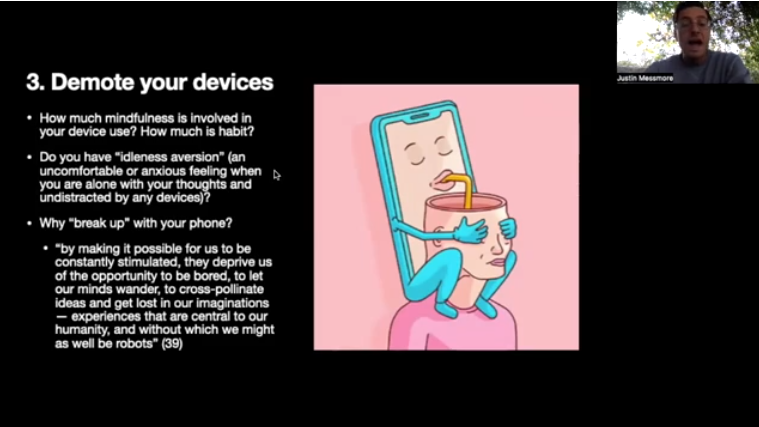 Justin Messmore
3. Demote your devices
• How much mindfulness is involved in
your device use? How much is habit?
• Do you have “idleness aversion” (an
uncomfortable or anxious feeling when
you are alone with your thoughts and
undistracted by any devices)?
• Why “break up” with your phone?
• “by making it possible for us to be
constantly stimulated, they deprive us
of the opportunity to be bored, to let
our minds wander, to cross-pollinate
ideas and get lost in our imaginations
— experiences that are central to our
humanity, and without which we might
as well be robots” (39)